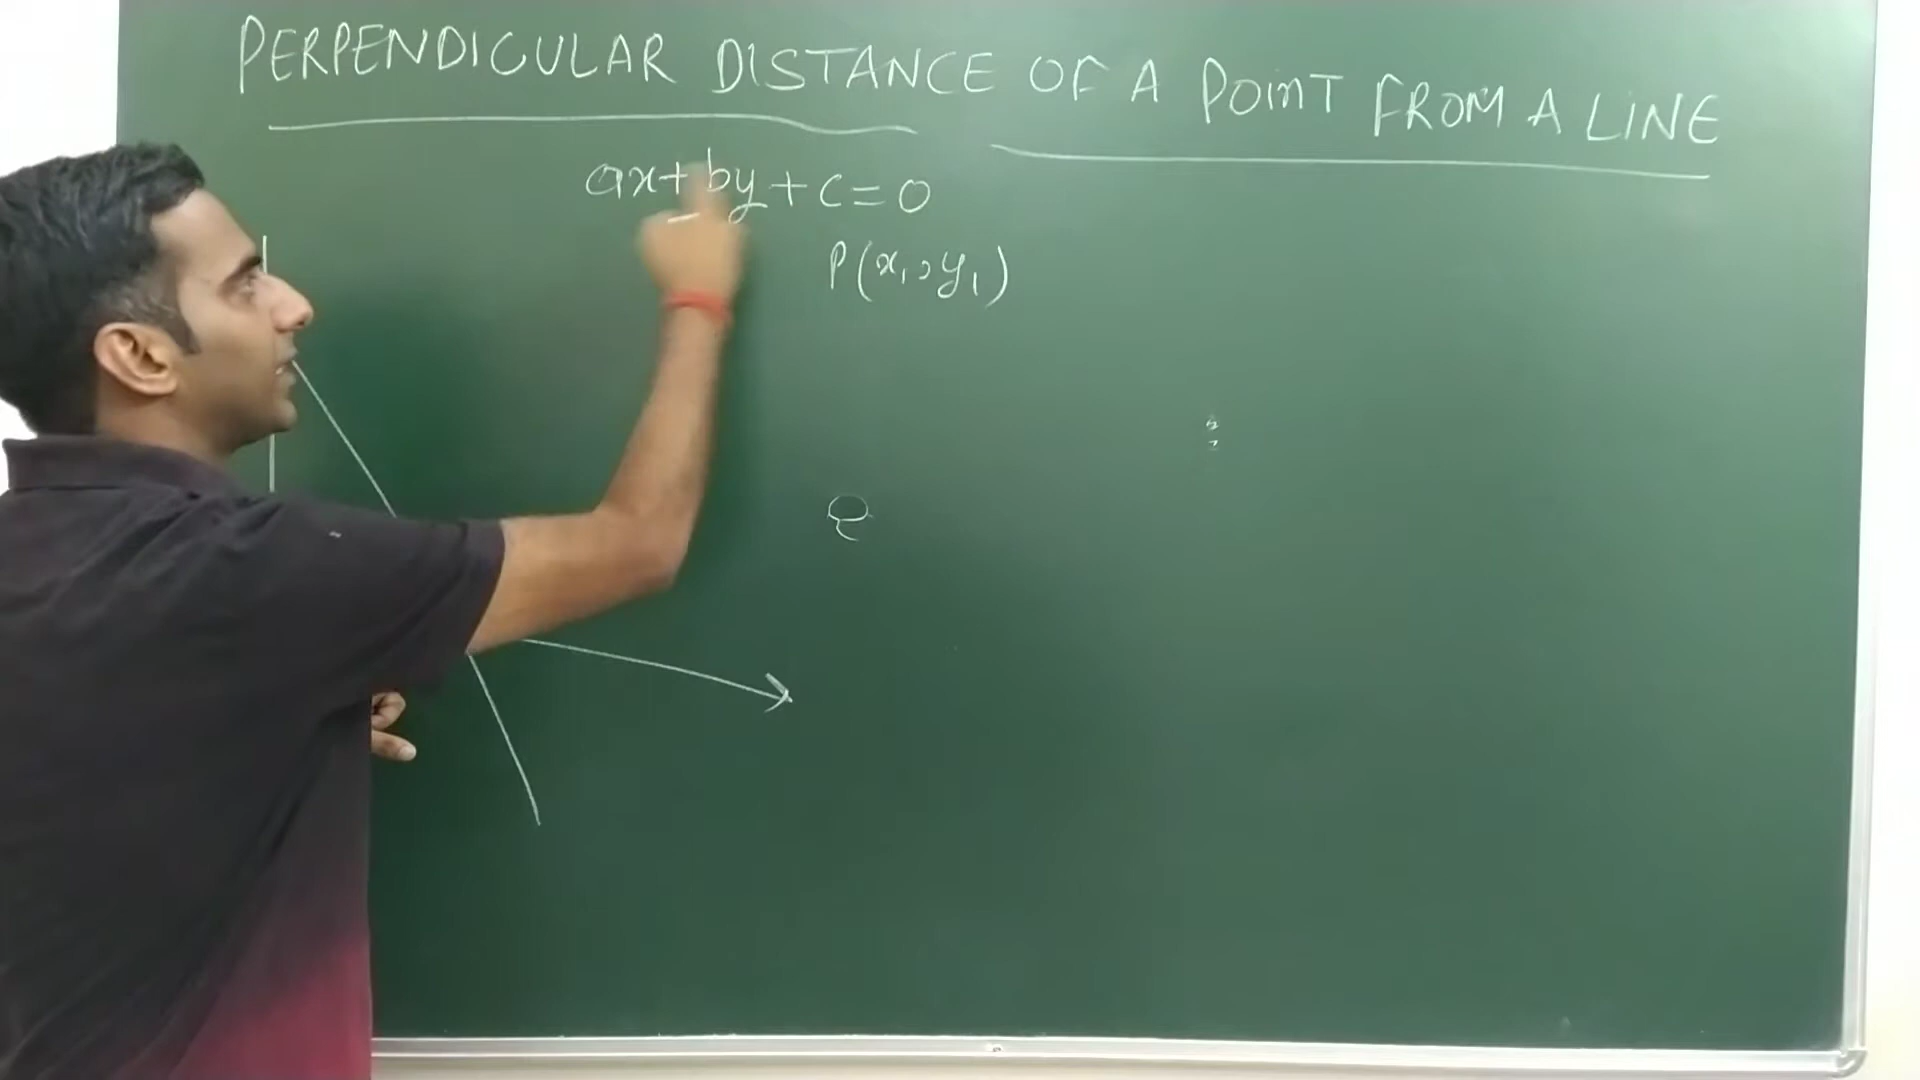 PERPENDICULAR DISTANCE OF A POINT FROM A LINE
ax+by+c=0
P(x₁,y₁)